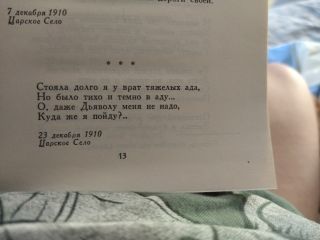 своей.
7 декабря 1910
Царское Село
* * *
Стояла долго я у врат тяжелых ада,
Но было тихо и темно в аду...
О, даже Дьяволу меня не надо,
Куда же я пойду?..
23 декабря 1910
Царское Село
13